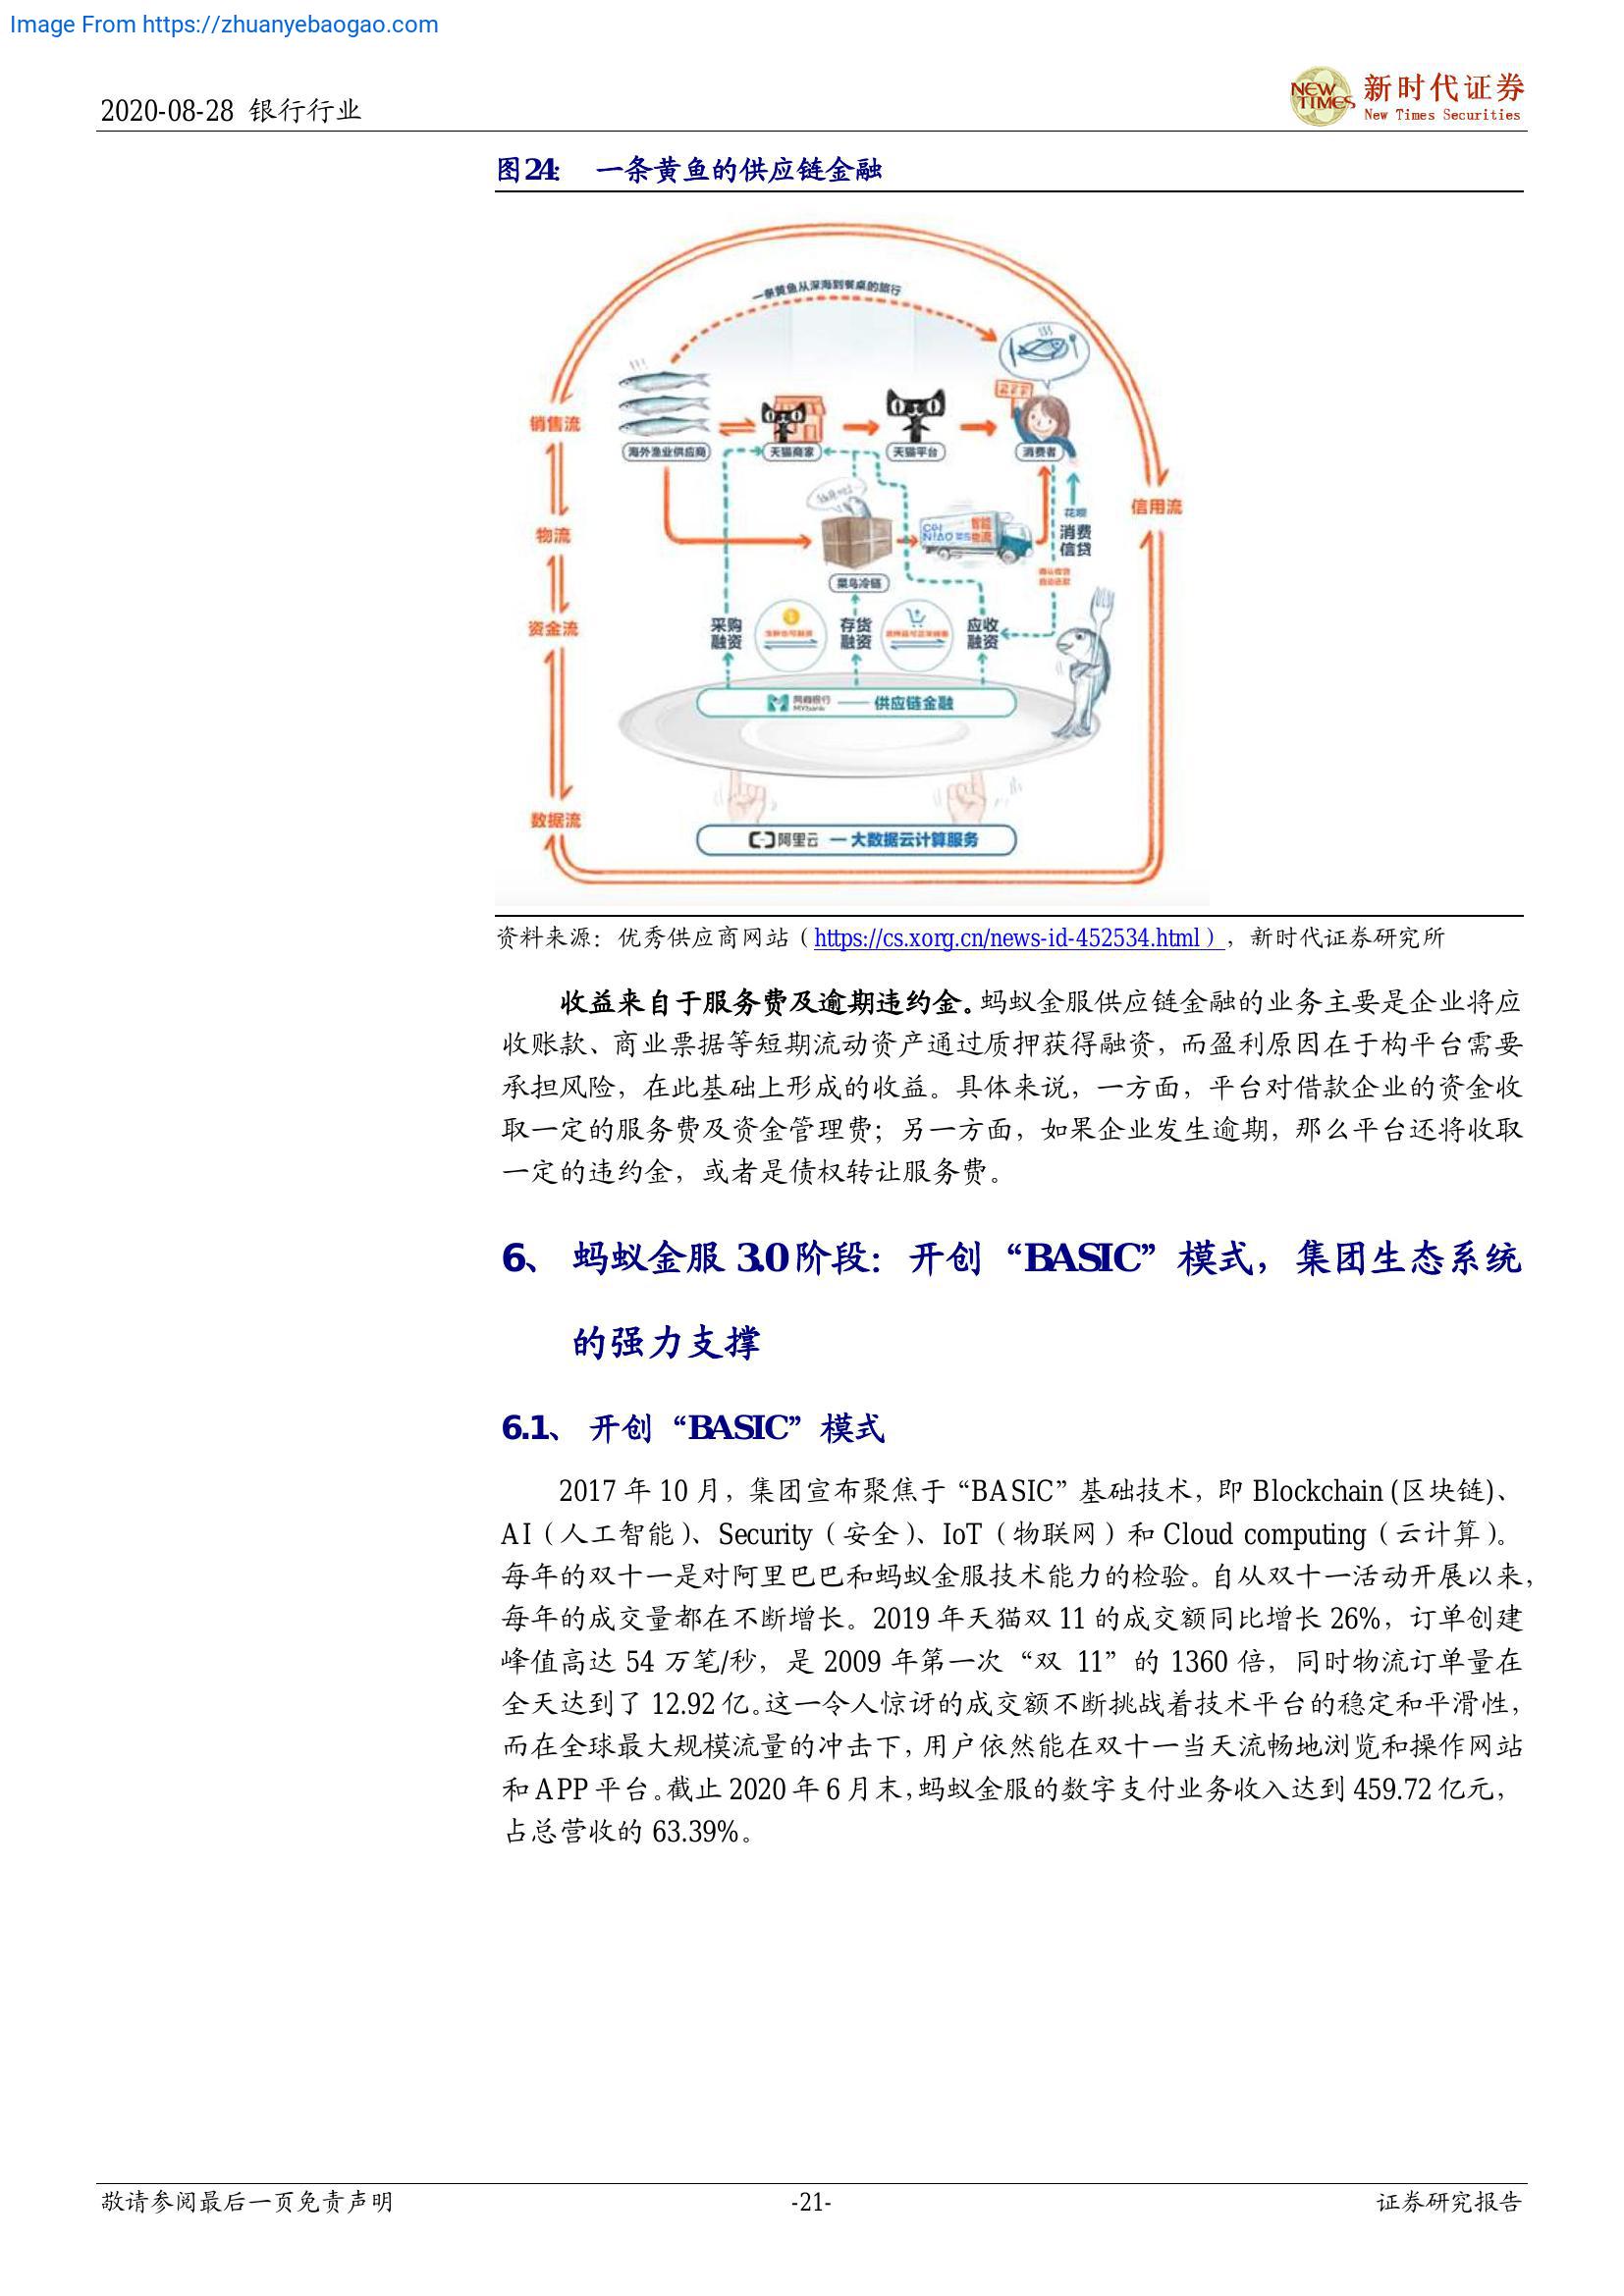 Image From https://zhuanyebaogao.com
2020-08-28 银行行业
NEW TIMES
新时代证券
New Times Securities
图24: 一条黄鱼的供应链金融
一条黄鱼从深海到餐桌的旅行
销售流
海外渔业供应商
天猫商家
天猫平台
消费者
信用流
物流
智能
物流
花呗
消费
信贷
菜鸟冷链
资金流
采购
融资
存货
融资
应收
融资
网商银行
MYbank
供应链金融
数据流
阿里云 — 大数据云计算服务
资料来源：优秀供应商网站（https://cs.xorg.cn/news-id-452534.html），新时代证券研究所
收益来自于服务费及逾期违约金。蚂蚁金服供应链金融的业务主要是企业将应
收账款、商业票据等短期流动资产通过质押获得融资，而盈利原因在于构平台需要
承担风险，在此基础上形成的收益。具体来说，一方面，平台对借款企业的资金收
取一定的服务费及资金管理费；另一方面，如果企业发生逾期，那么平台还将收取
一定的违约金，或者是债权转让服务费。
6、 蚂蚁金服 3.0 阶段：开创“BASIC”模式，集团生态系统
的强力支撑
6.1、 开创“BASIC”模式
2017 年 10 月，集团宣布聚焦于“BASIC”基础技术，即 Blockchain (区块链)、
AI（人工智能）、Security（安全）、IoT（物联网）和 Cloud computing（云计算）。
每年的双十一是对阿里巴巴和蚂蚁金服技术能力的检验。自从双十一活动开展以来，
每年的成交量都在不断增长。2019 年天猫双 11 的成交额同比增长 26%，订单创建
峰值高达 54 万笔/秒，是 2009 年第一次“双 11”的 1360 倍，同时物流订单量在
全天达到了 12.92 亿。这一令人惊讶的成交额不断挑战着技术平台的稳定和平滑性，
而在全球最大规模流量的冲击下，用户依然能在双十一当天流畅地浏览和操作网站
和 APP 平台。截止 2020 年 6 月末，蚂蚁金服的数字支付业务收入达到 459.72 亿元，
占总营收的 63.39%。
敬请参阅最后一页免责声明
-21-
证券研究报告